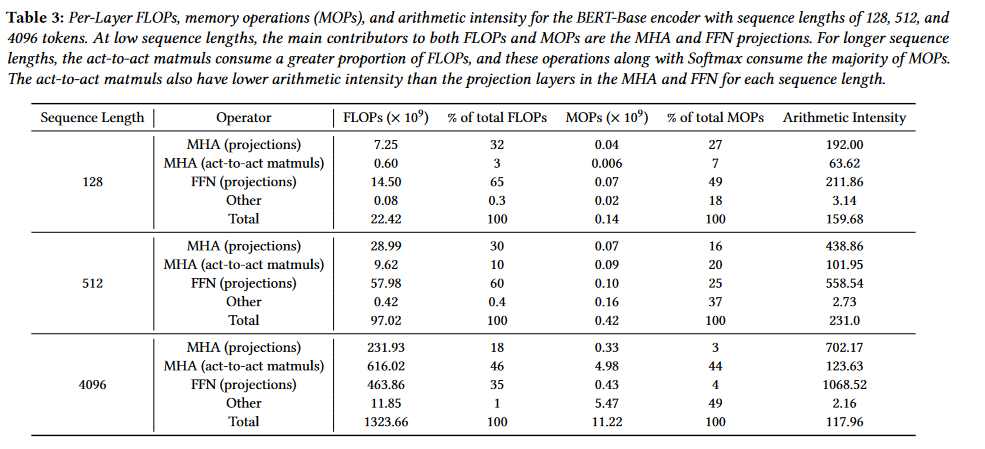 Table 3: Per-Layer FLOPs, memory operations (MOPs), and arithmetic intensity for the BERT-Base encoder with sequence lengths of 128, 512, and
4096 tokens. At low sequence lengths, the main contributors to both FLOPs and MOPs are the MHA and FFN projections. For longer sequence
lengths, the act-to-act matmuls consume a greater proportion of FLOPs, and these operations along with Softmax consume the majority of MOPs.
The act-to-act matmuls also have lower arithmetic intensity than the projection layers in the MHA and FFN for each sequence length.
Sequence Length Operator FLOPs (× 10⁹) % of total FLOPs MOPs (× 10⁹) % of total MOPs Arithmetic Intensity
MHA (projections) 7.25 32 0.04 27 192.00
MHA (act-to-act matmuls) 0.60 3 0.006 7 63.62
128 FFN (projections) 14.50 65 0.07 49 211.86
Other 0.08 0.3 0.02 18 3.14
Total 22.42 100 0.14 100 159.68
MHA (projections) 28.99 30 0.07 16 438.86
MHA (act-to-act matmuls) 9.62 10 0.09 20 101.95
512 FFN (projections) 57.98 60 0.10 25 558.54
Other 0.42 0.4 0.16 37 2.73
Total 97.02 100 0.42 100 231.0
MHA (projections) 231.93 18 0.33 3 702.17
MHA (act-to-act matmuls) 616.02 46 4.98 44 123.63
4096 FFN (projections) 463.86 35 0.43 4 1068.52
Other 11.85 1 5.47 49 2.16
Total 1323.66 100 11.22 100 117.96